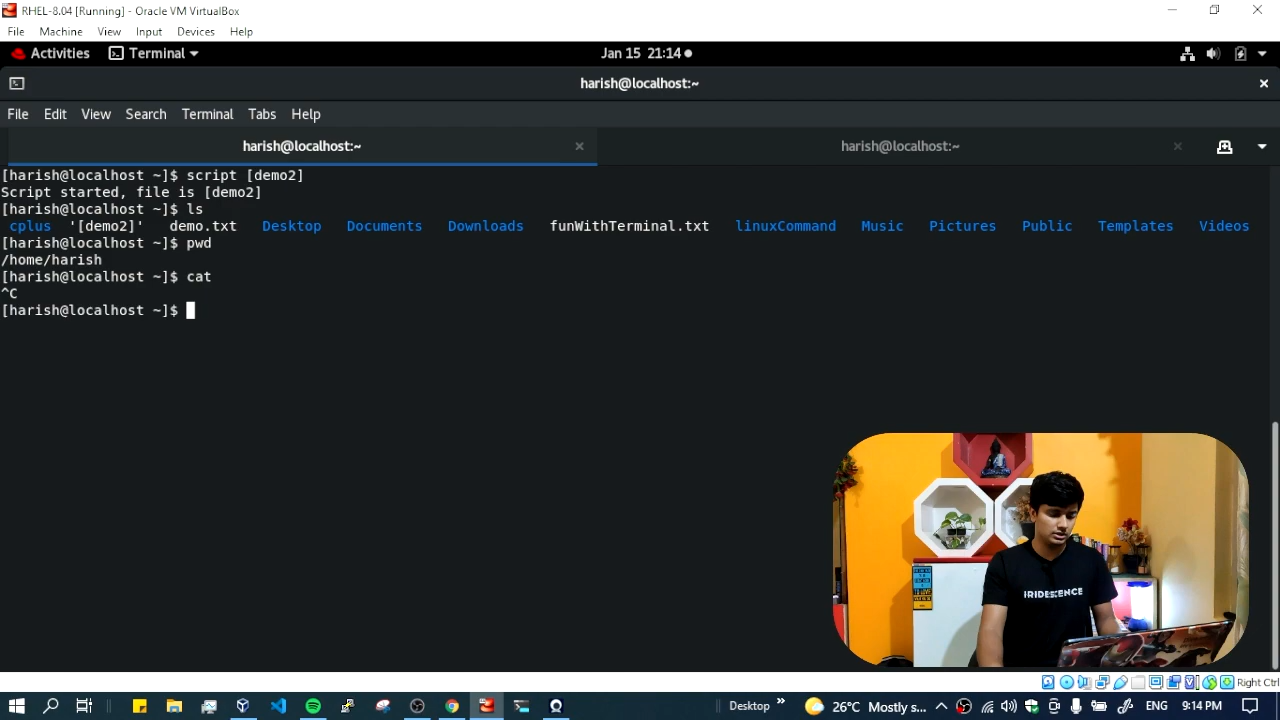 RHEL-8.04 [Running] - Oracle VM VirtualBox
File Machine View Input Devices Help
Activities Terminal Jan 15 21:14
harish@localhost:~
File Edit View Search Terminal Tabs Help
harish@localhost:~ harish@localhost:~
[harish@localhost ~]$ script [demo2]
Script started, file is [demo2]
[harish@localhost ~]$ ls
cplus '[demo2]' demo.txt Desktop Documents Downloads funWithTerminal.txt linuxCommand Music Pictures Public Templates Videos
[harish@localhost ~]$ pwd
/home/harish
[harish@localhost ~]$ cat
^C
[harish@localhost ~]$
IRIDESCENCE
Right Ctrl
Desktop 26°C Mostly s... ENG 9:14 PM